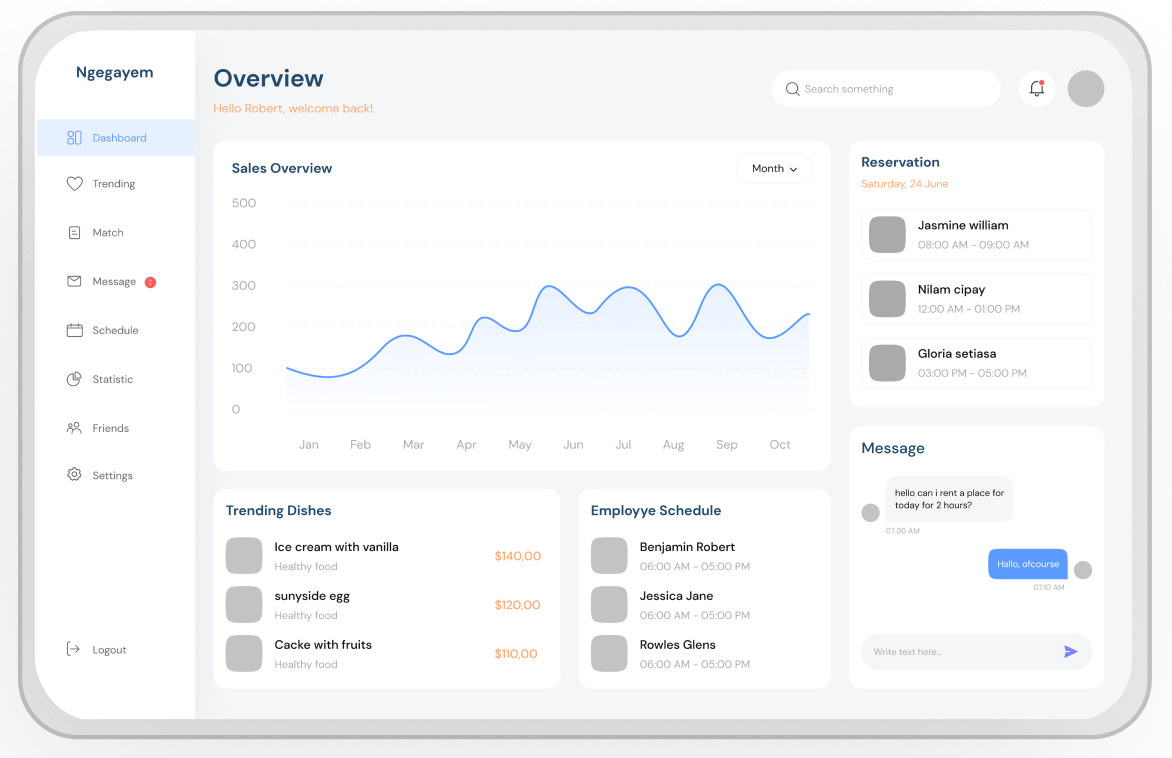 Ngegayem
Dashboard
Trending
Match
Message 2
Schedule
Statistic
Friends
Settings
Logout
Overview
Hello Robert, welcome back!
Search something
Sales Overview
Month
500
400
300
200
100
0
Jan Feb Mar Apr May Jun Jul Aug Sep Oct
Reservation
Saturday, 24 June
Jasmine william
08:00 AM - 09:00 AM
Nilam cipay
12:00 AM - 01:00 PM
Gloria setiasa
03:00 PM - 05:00 PM
Trending Dishes
Ice cream with vanilla
Healthy food
$140,00
sunyside egg
Healthy food
$120,00
Cacke with fruits
Healthy food
$110,00
Employye Schedule
Benjamin Robert
06:00 AM - 05:00 PM
Jessica Jane
06:00 AM - 05:00 PM
Rowles Glens
06:00 AM - 05:00 PM
Message
hello can i rent a place for
today for 2 hours?
07.00 AM
Hallo, ofcourse
07.10 AM
Write text here...